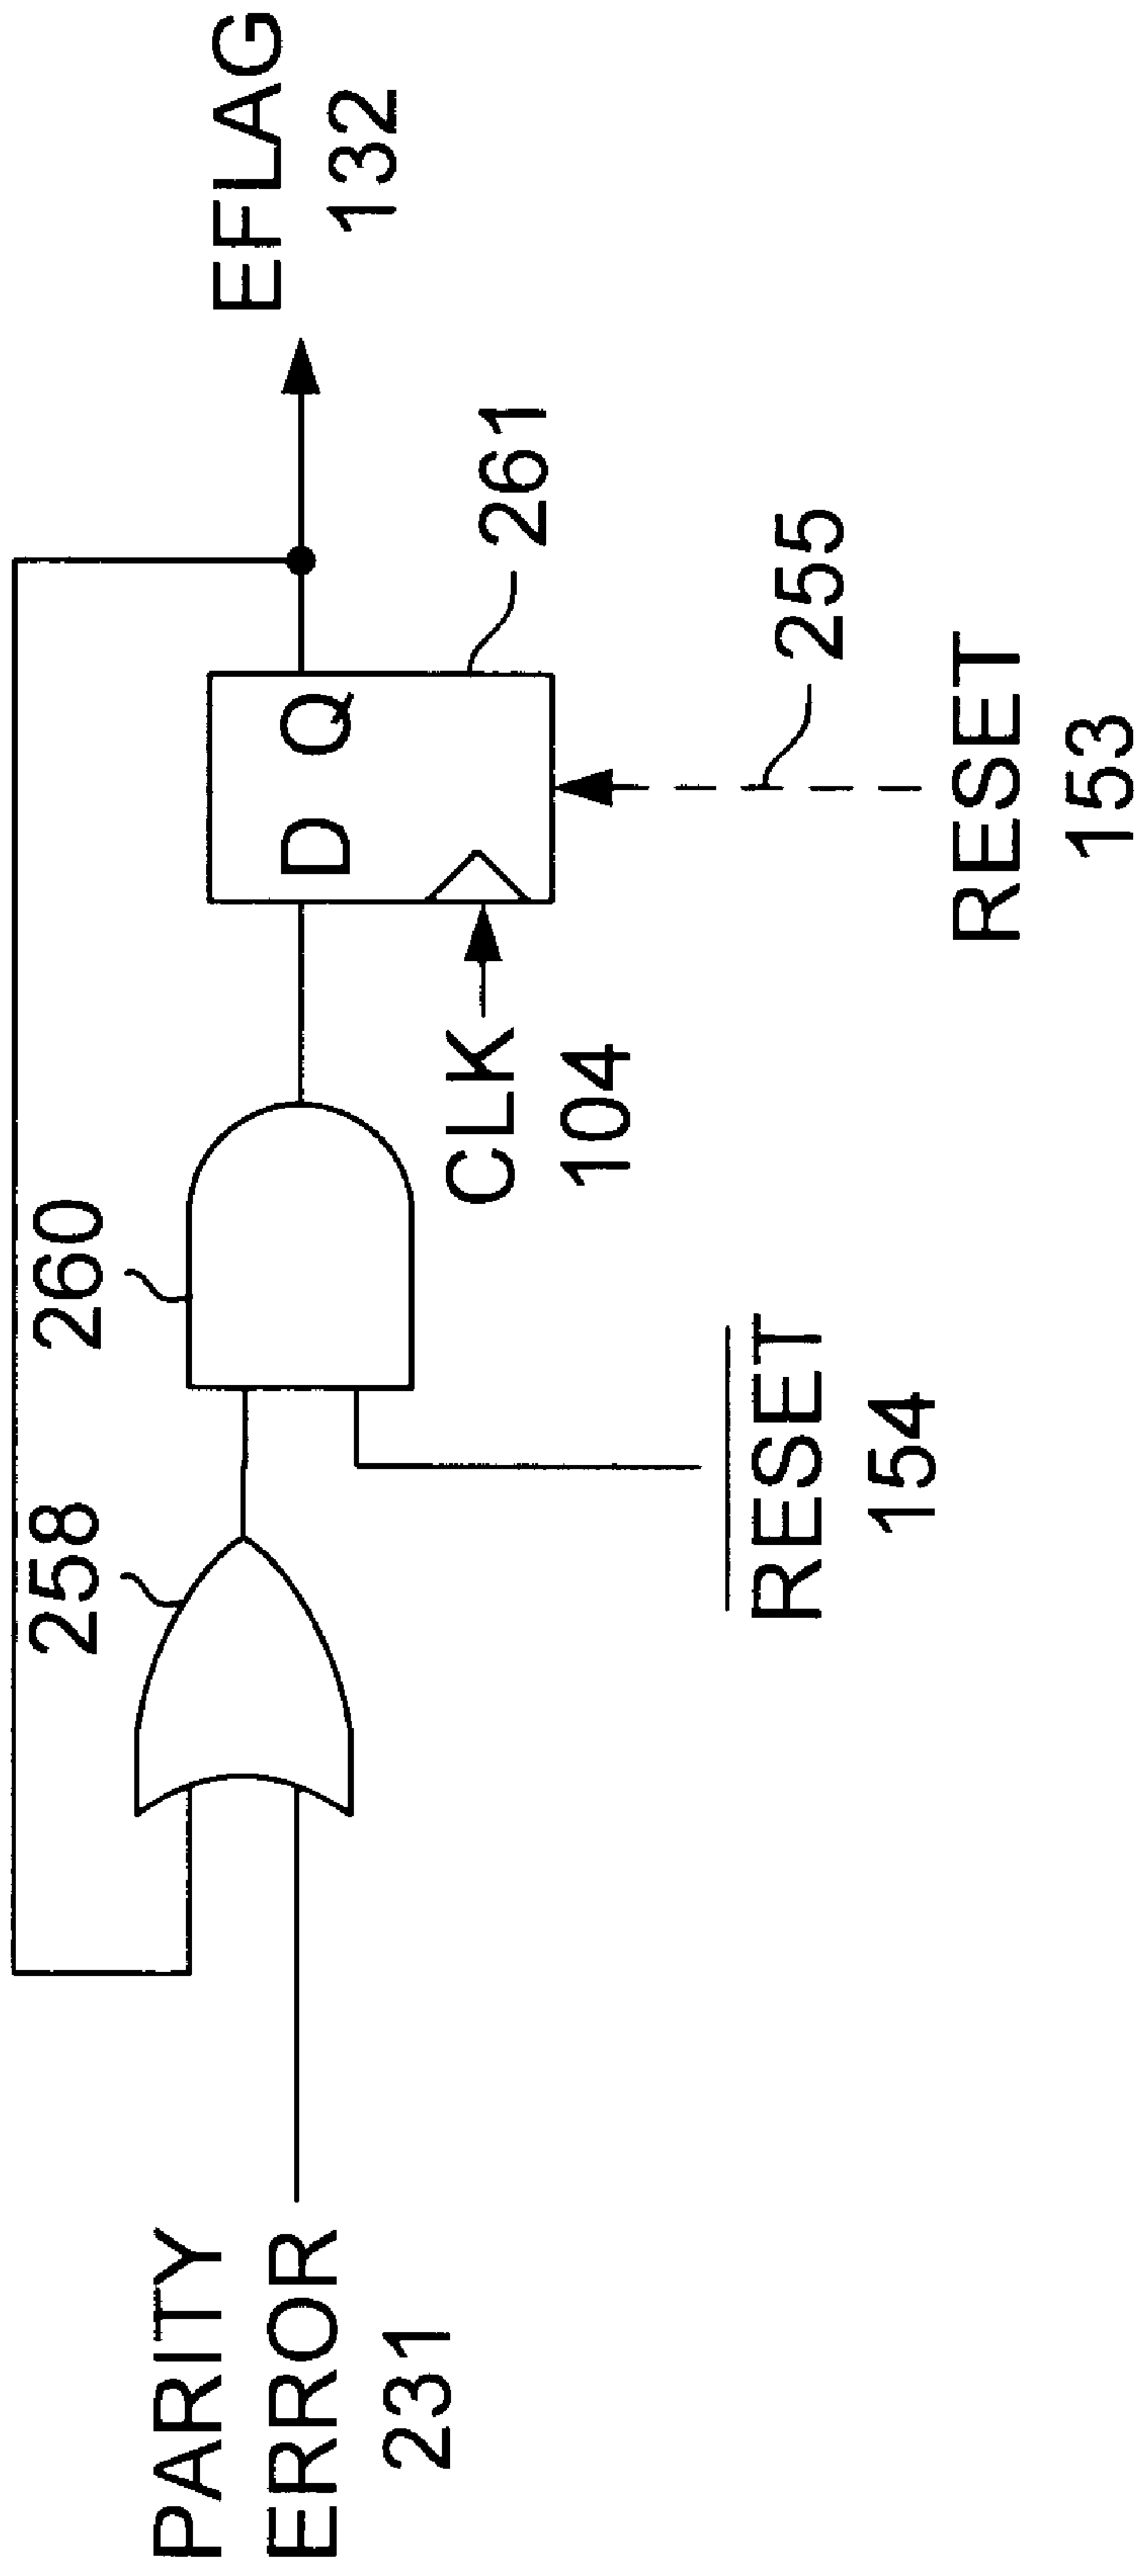 PARITY
ERROR
231
258
260
RESET
154
CLK
104
D Q
261
255
RESET
153
EFLAG
132